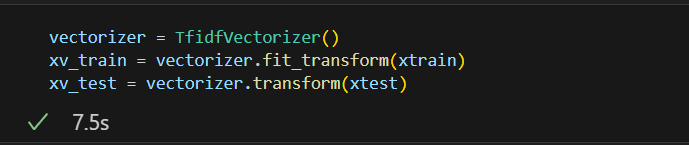 vectorizer = TfidfVectorizer()
xv_train = vectorizer.fit_transform(xtrain)
xv_test = vectorizer.transform(xtest)
7.5s